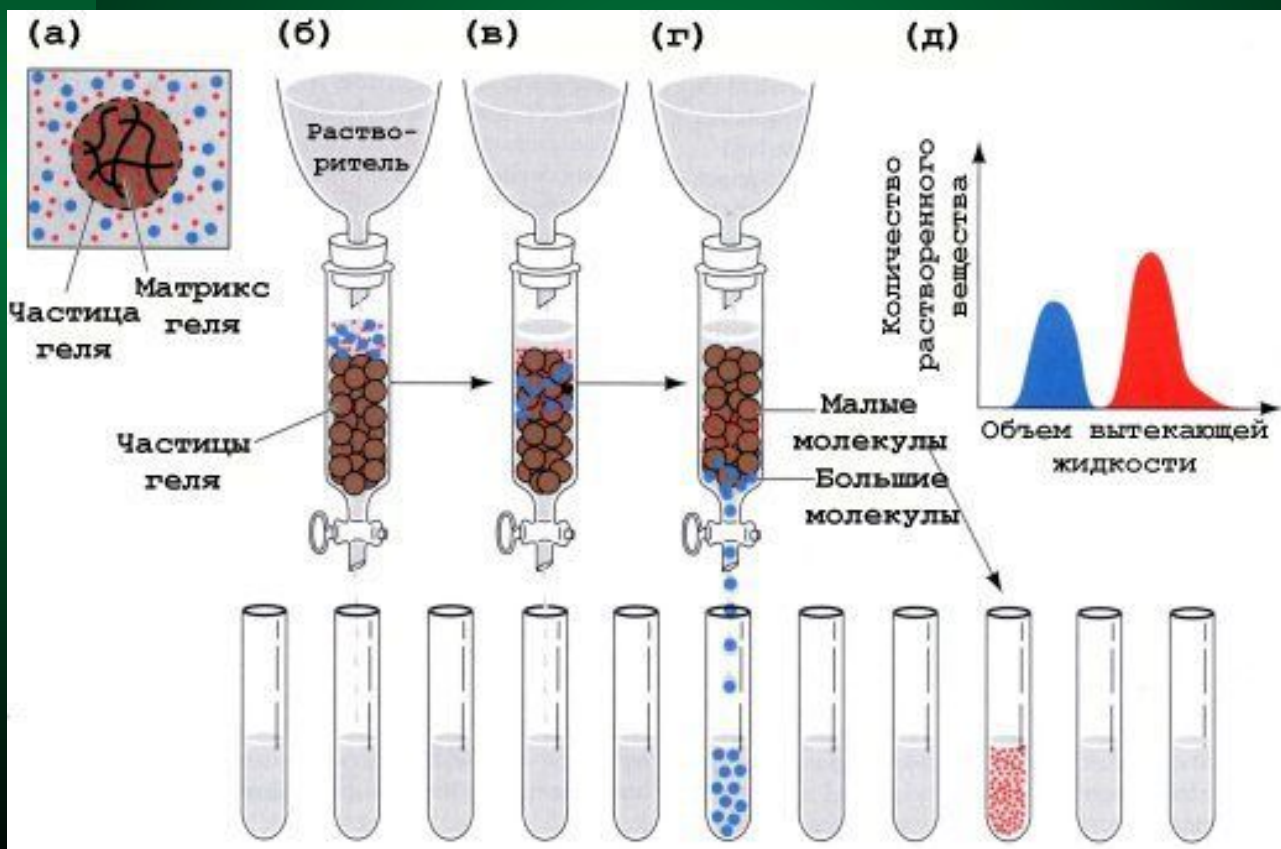 (а)
(б)
(в)
(г)
(д)
Раство-
ритель
Матрикс
геля
Частица
геля
Частицы
геля
Малые
молекулы
Большие
молекулы
Количество
растворенного
вещества
Объем вытекающей
жидкости